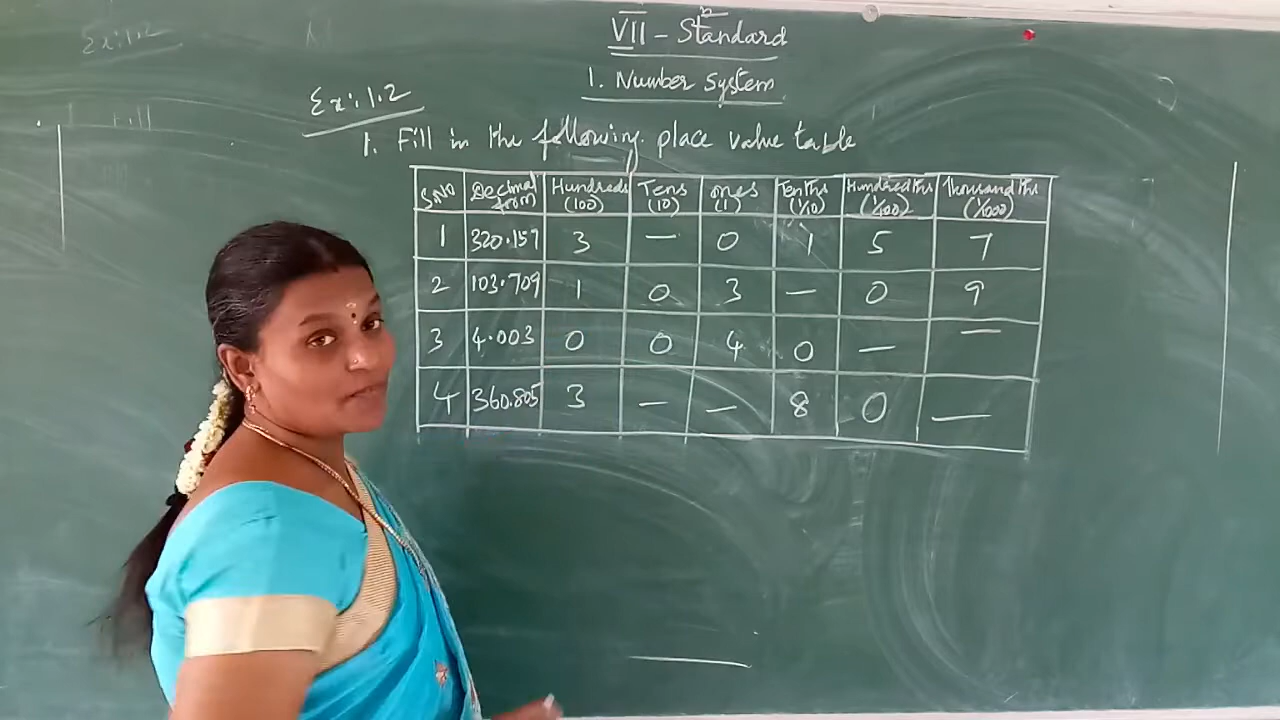 VII - Standard
1. Number System
Ex: 1.2
Ex: 1.2
1. Fill in the following place value table
S.NO Decimal form Hundreds (100) Tens (10) ones (1) Tenths (1/10) Hundredths (1/100) Thousandths (1/1000)
1 320.157 3 — 0 1 5 7
2 103.709 1 0 3 — 0 9
3 4.003 0 0 4 0 — —
4 360.805 3 — — 8 0 —